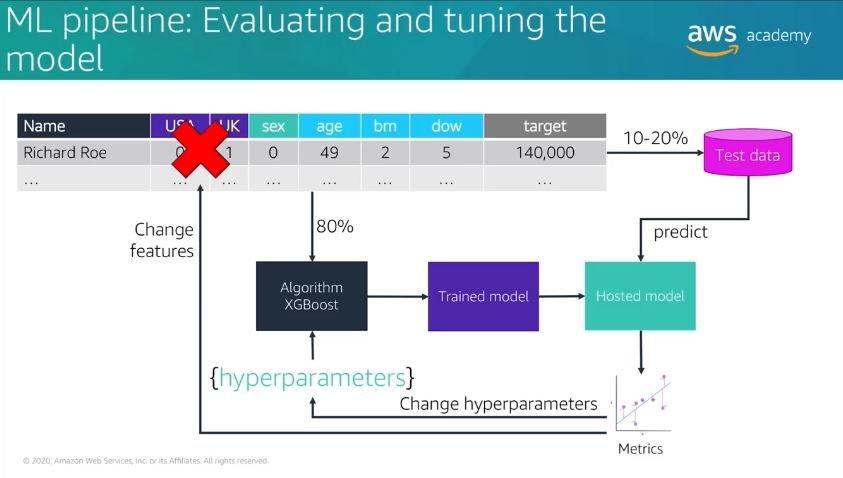 ML pipeline: Evaluating and tuning the
model
aws academy
Name USA UK sex age bm dow target
Richard Roe 0 1 0 49 2 5 140,000
... ... ... ... ... ... ... ...
10-20%
Test data
Change
features
80%
predict
Algorithm
XGBoost
Trained model
Hosted model
{hyperparameters}
Change hyperparameters
Metrics
© 2020, Amazon Web Services, Inc. or its Affiliates. All rights reserved.